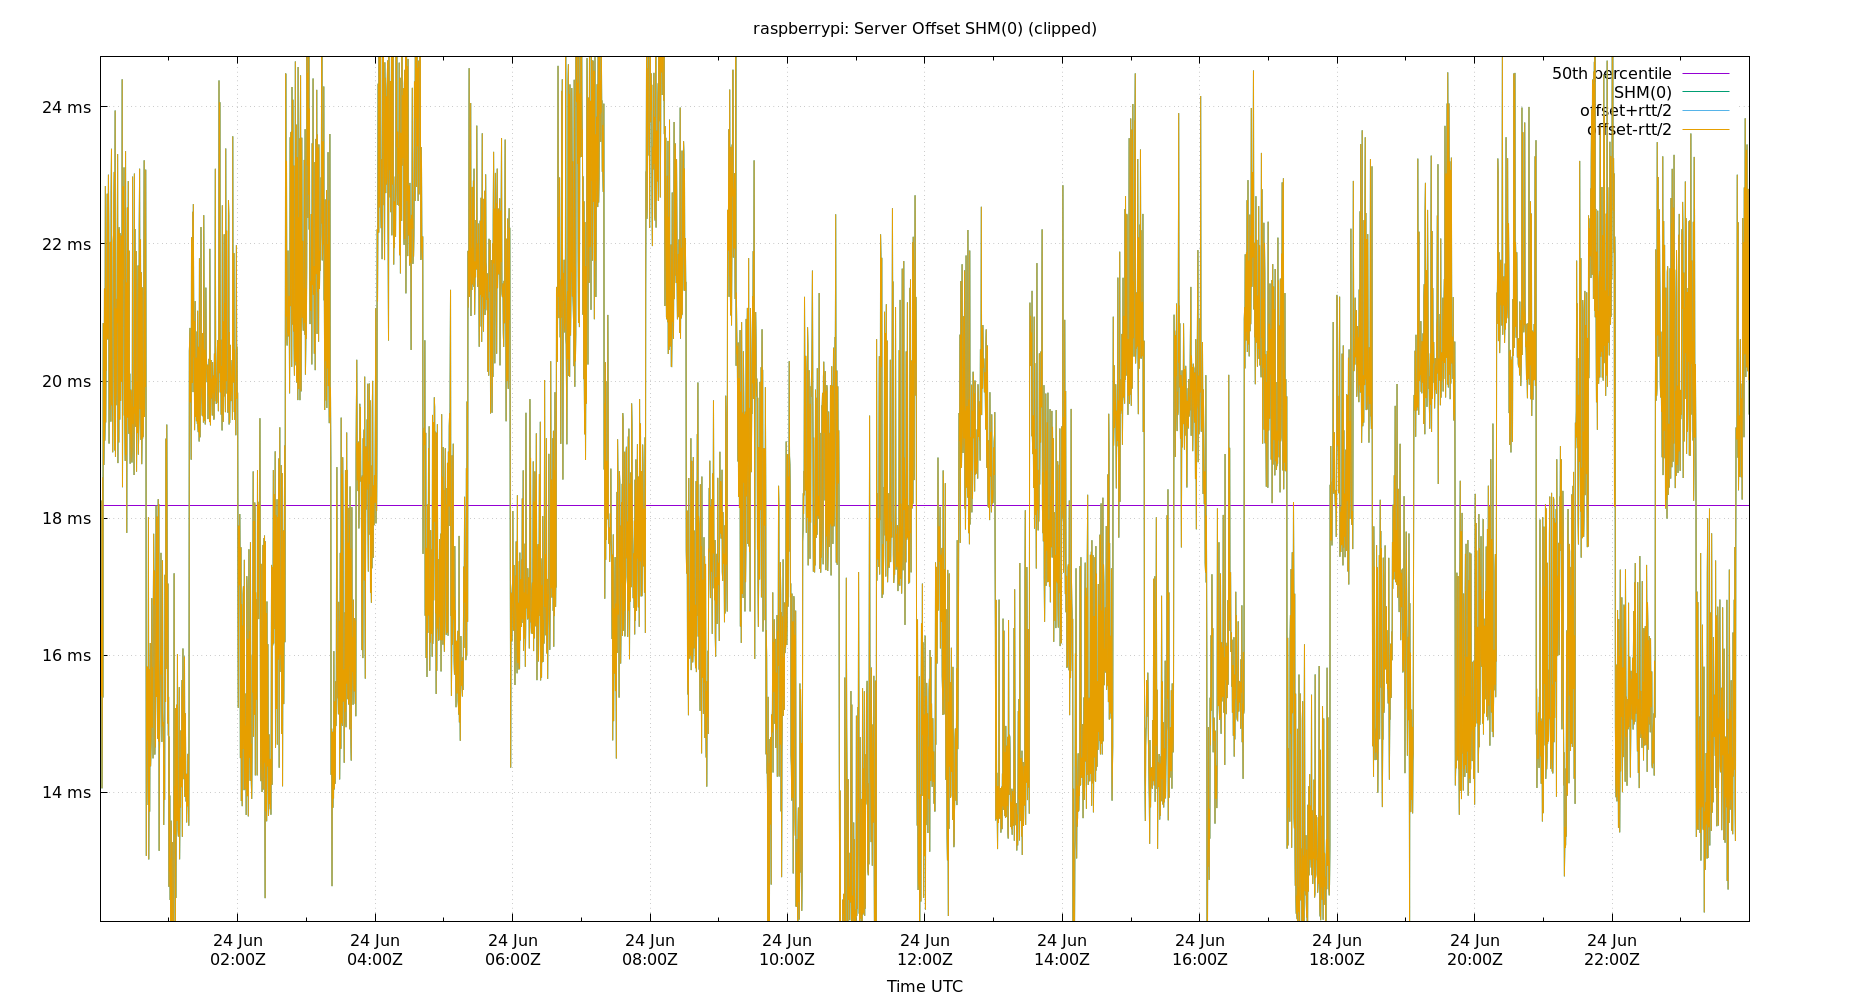 raspberrypi: Server Offset SHM(0) (clipped)
50th percentile
SHM(0)
offset+rtt/2
offset-rtt/2
24 ms
22 ms
20 ms
18 ms
16 ms
14 ms
24 Jun 24 Jun 24 Jun 24 Jun 24 Jun 24 Jun 24 Jun 24 Jun 24 Jun 24 Jun 24 Jun
02:00Z 04:00Z 06:00Z 08:00Z 10:00Z 12:00Z 14:00Z 16:00Z 18:00Z 20:00Z 22:00Z
Time UTC